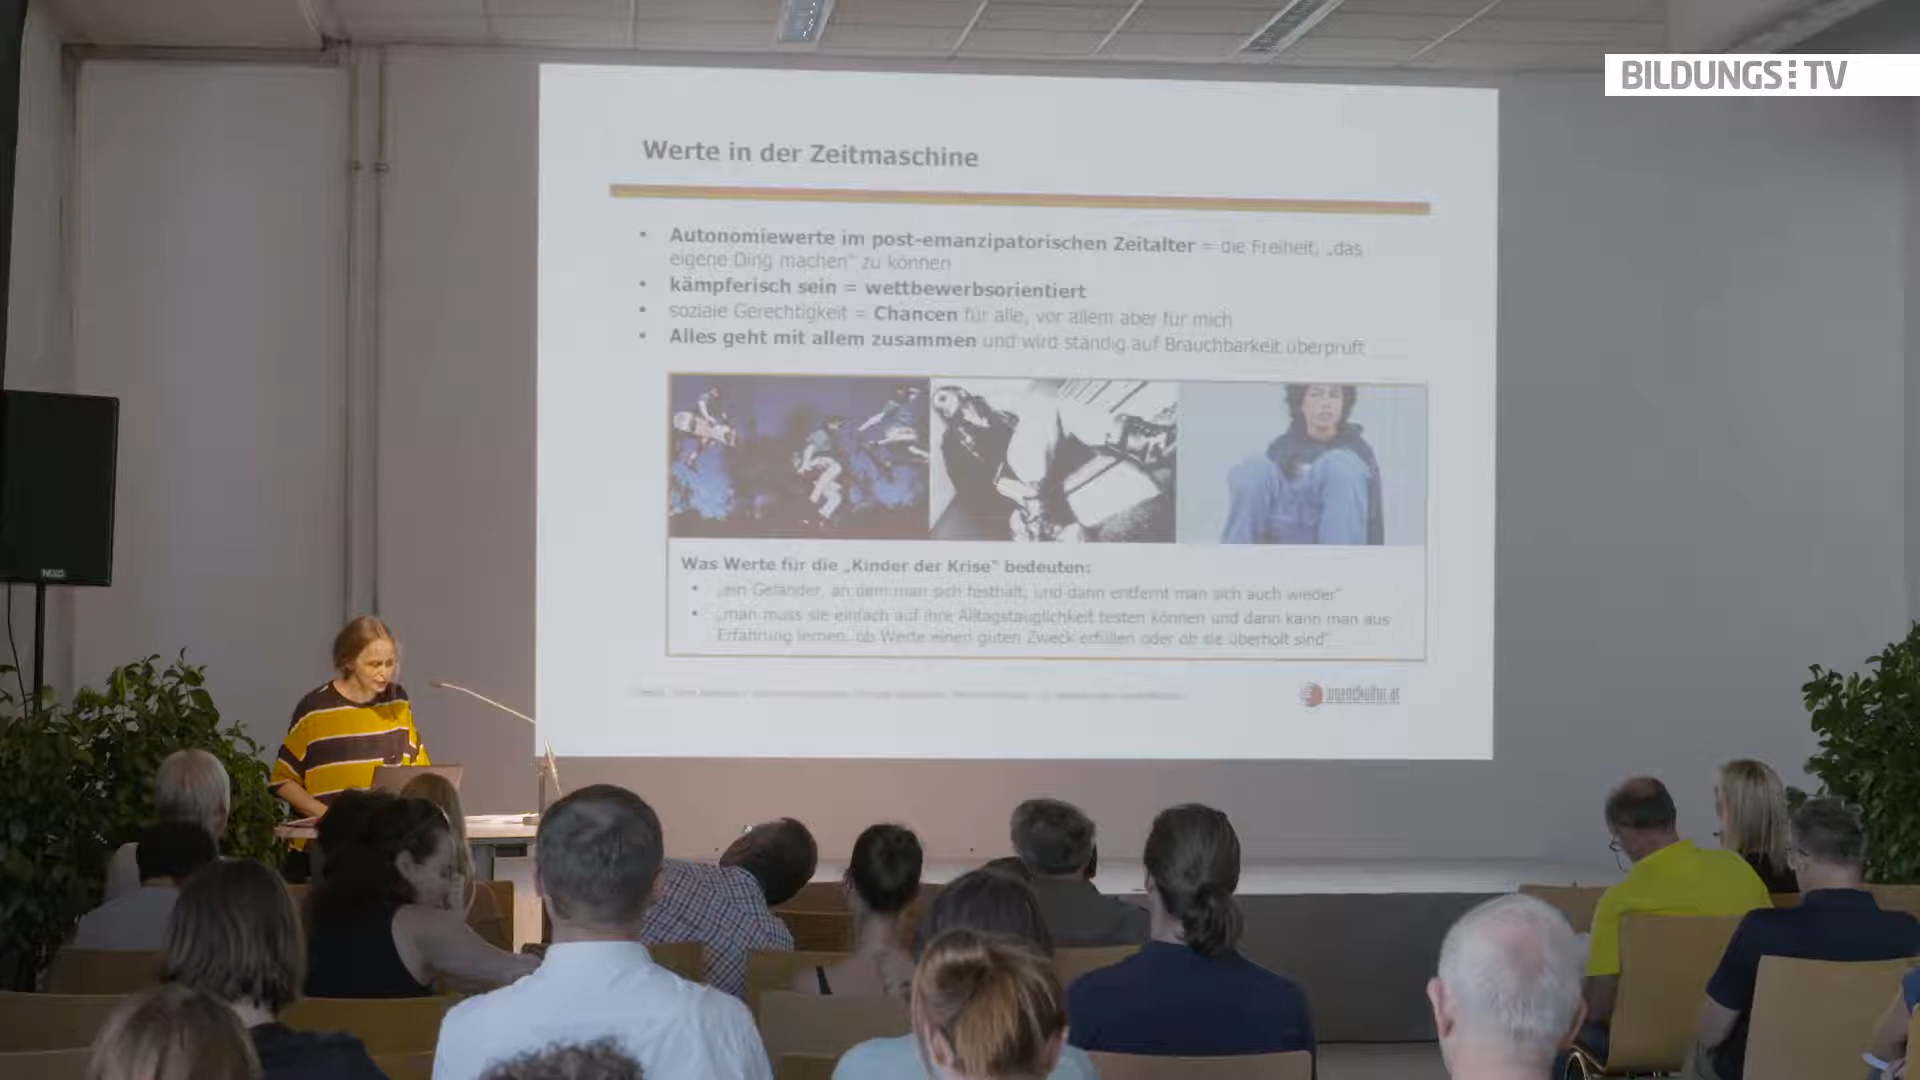 BILDUNGS:TV
Werte in der Zeitmaschine
• Autonomiewerte im post-emanzipatorischen Zeitalter = die Freiheit, „das
eigene Ding machen" zu können
• kämpferisch sein = wettbewerbsorientiert
• soziale Gerechtigkeit = Chancen für alle, vor allem aber für mich
• Alles geht mit allem zusammen und wird ständig auf Brauchbarkeit überprüft
Was Werte für die „Kinder der Krise" bedeuten:
• „ein Geländer, an dem man sich festhält, und dann entfernt man sich auch wieder"
• „man muss sie einfach auf ihre Alltagstauglichkeit testen können und dann kann man aus
Erfahrung lernen, ob Werte einen guten Zweck erfüllen oder ob sie überholt sind"
jugendkultur.at
NEXO